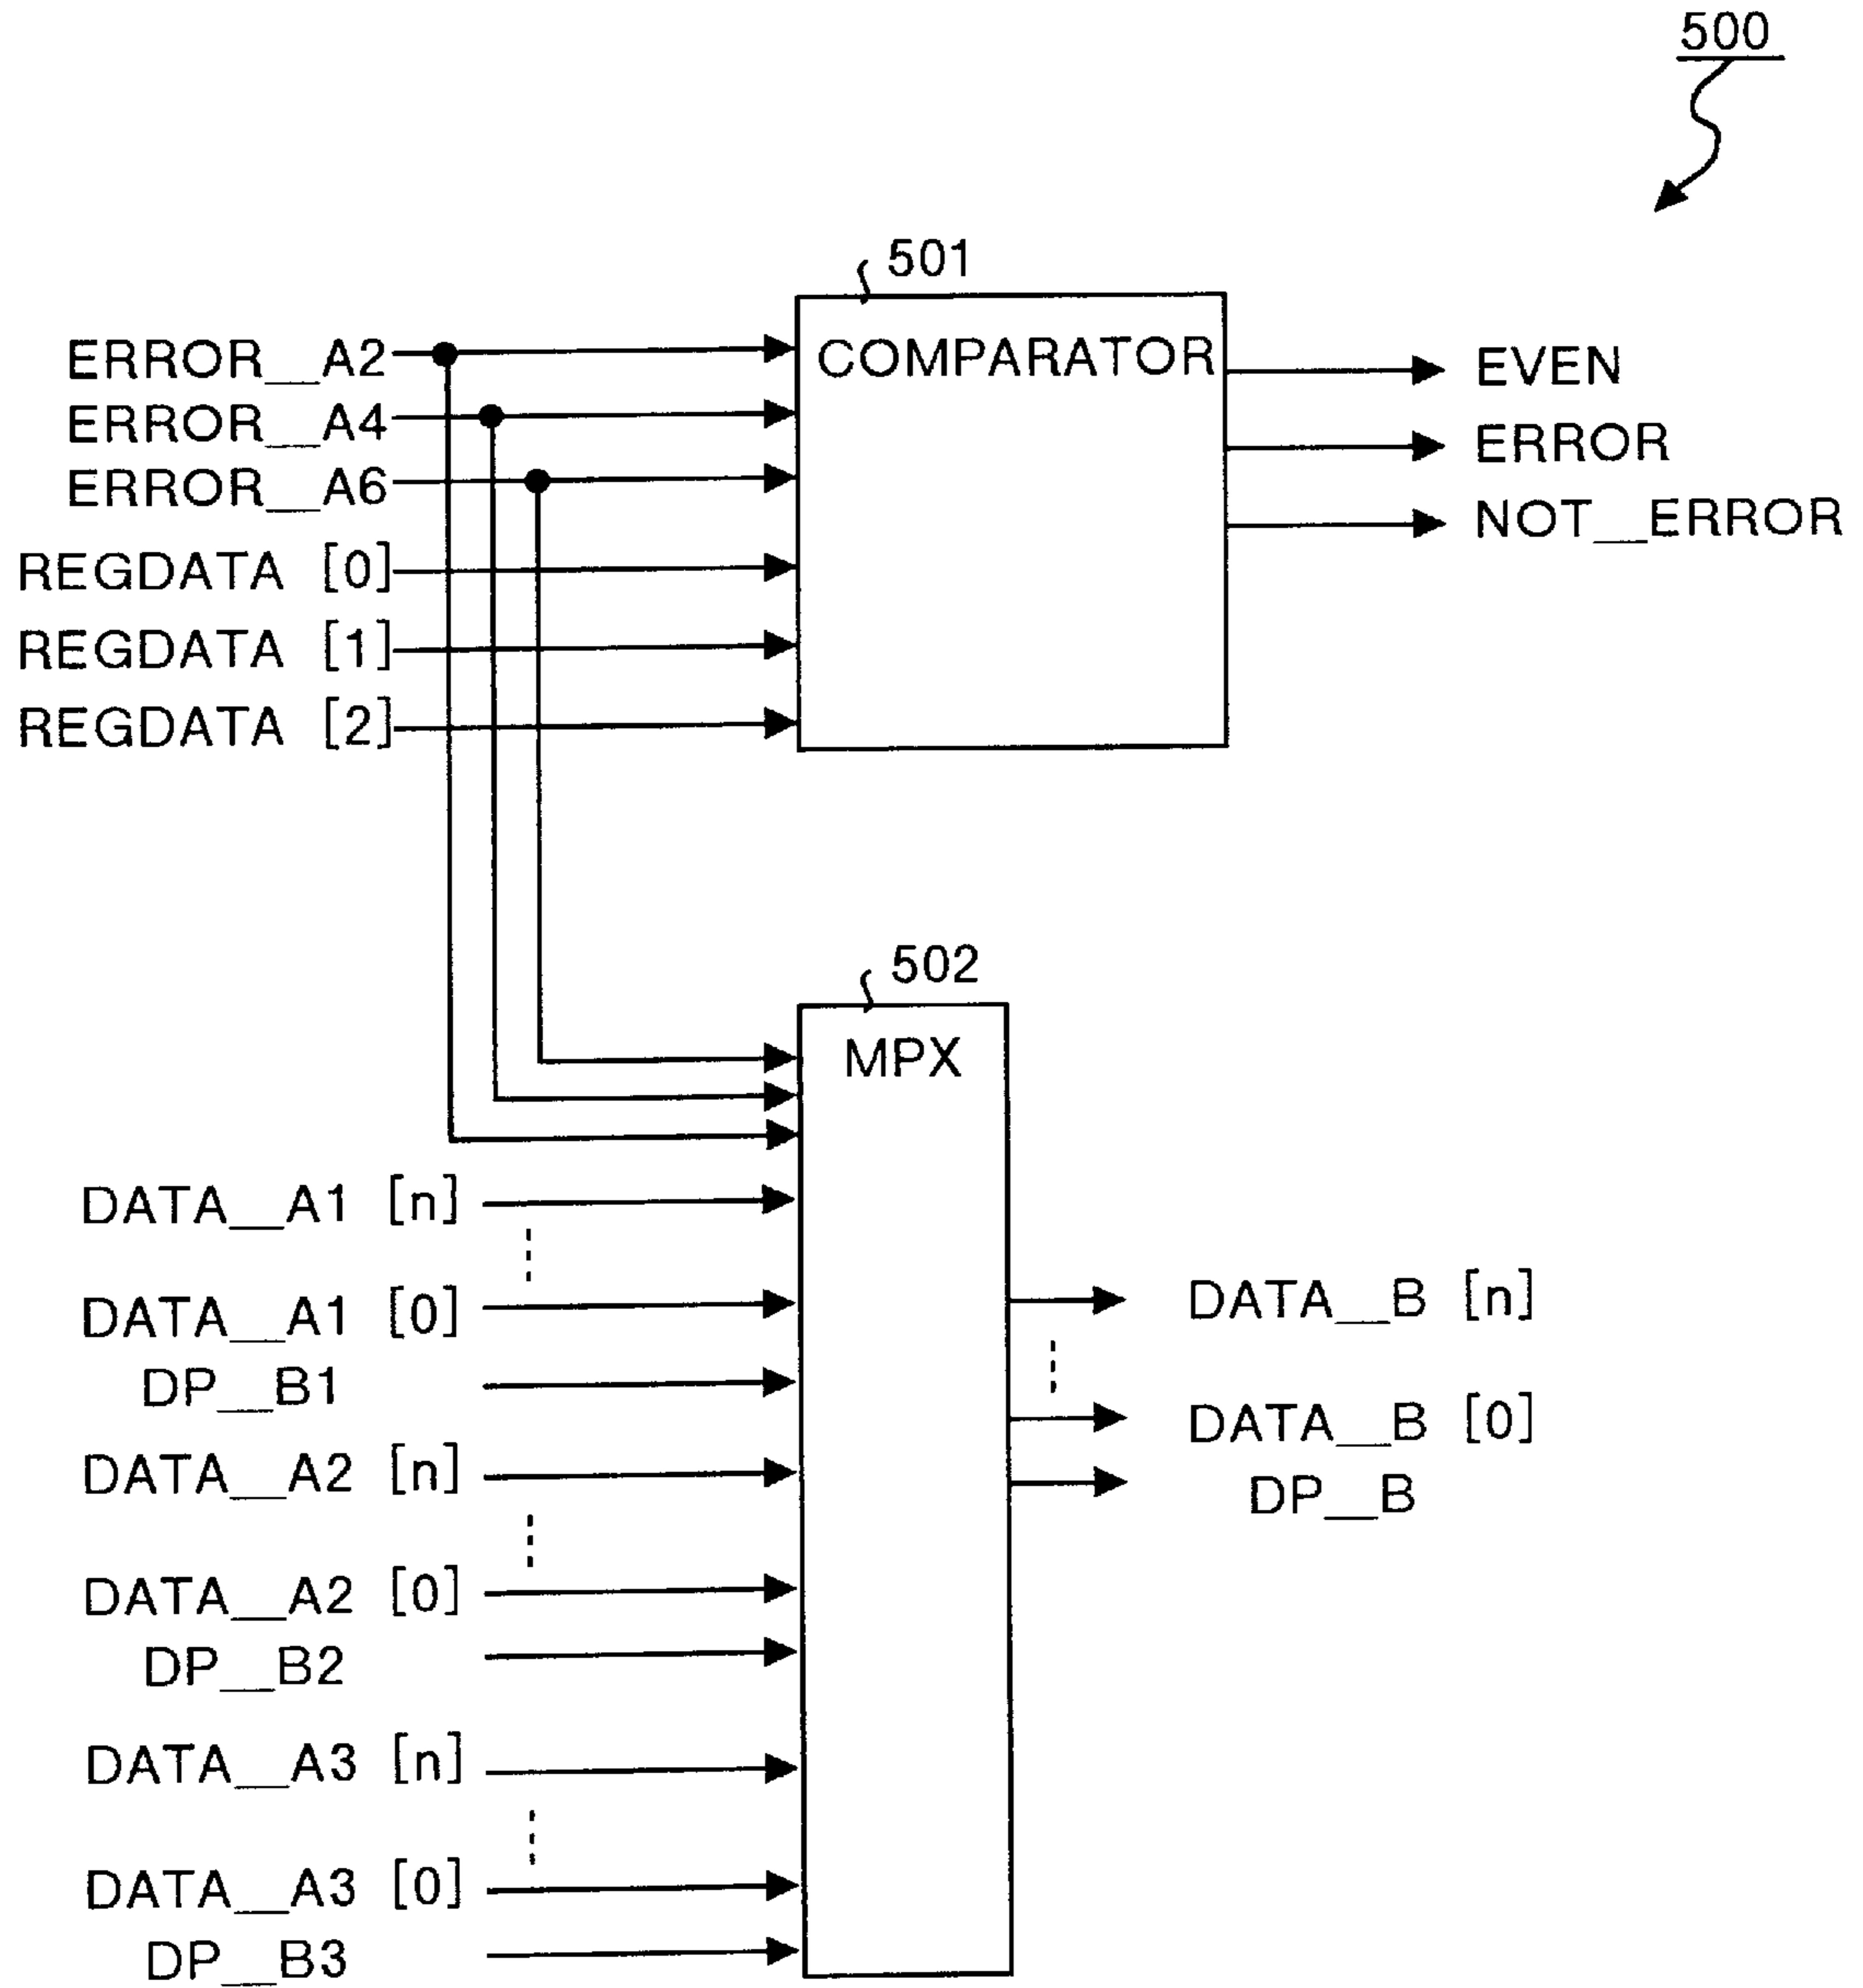 500
501
COMPARATOR
ERROR__A2
ERROR__A4
ERROR__A6
REGDATA [0]
REGDATA [1]
REGDATA [2]
EVEN
ERROR
NOT__ERROR
502
MPX
DATA__A1 [n]
DATA__A1 [0]
DP__B1
DATA__A2 [n]
DATA__A2 [0]
DP__B2
DATA__A3 [n]
DATA__A3 [0]
DP__B3
DATA__B [n]
DATA__B [0]
DP__B